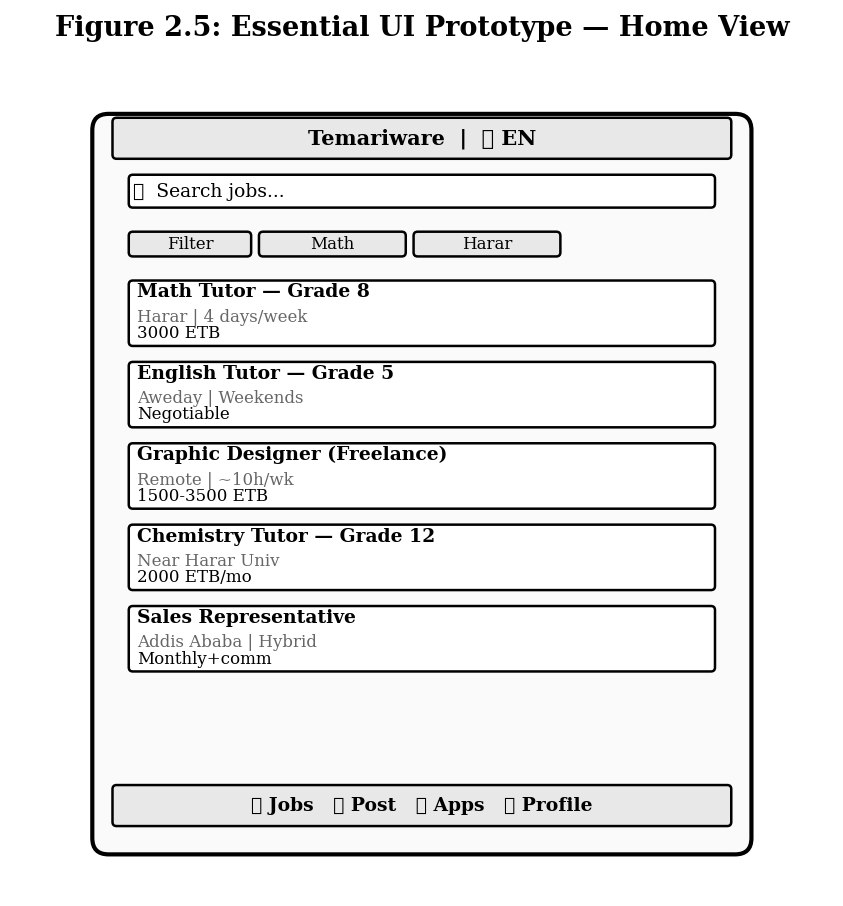 Figure 2.5: Essential UI Prototype — Home View
Temariware | EN
Search jobs...
Filter
Math
Harar
Math Tutor — Grade 8
Harar | 4 days/week
3000 ETB
English Tutor — Grade 5
Aweday | Weekends
Negotiable
Graphic Designer (Freelance)
Remote | ~10h/wk
1500-3500 ETB
Chemistry Tutor — Grade 12
Near Harar Univ
2000 ETB/mo
Sales Representative
Addis Ababa | Hybrid
Monthly+comm
Jobs Post Apps Profile